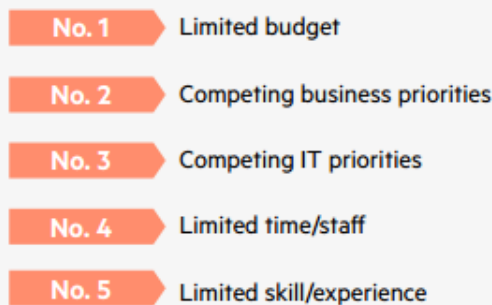 No. 1 Limited budget
No. 2 Competing business priorities
No. 3 Competing IT priorities
No. 4 Limited time/staff
No. 5 Limited skill/experience